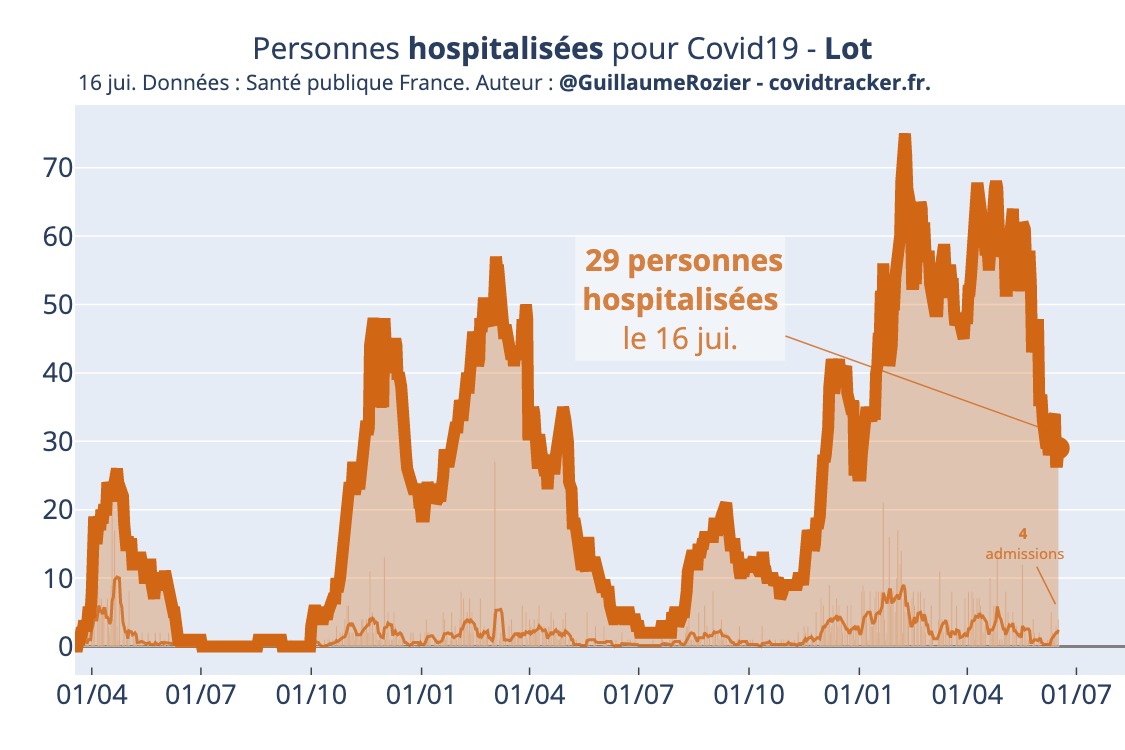 Personnes hospitalisées pour Covid19 - Lot
16 jui. Données : Santé publique France. Auteur : @GuillaumeRozier - covidtracker.fr.
70
60
29 personnes
hospitalisées
le 16 jui.
50
40
30
20
4
admissions
10
0
01/04 01/07 01/10 01/01 01/04 01/07 01/10 01/01 01/04 01/07